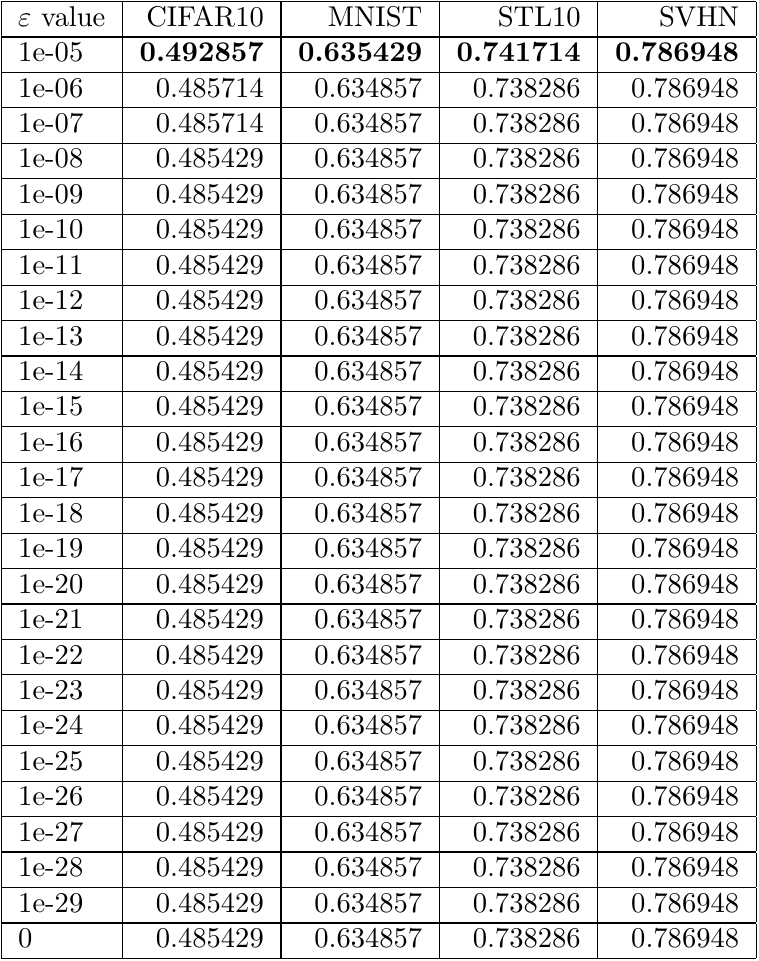 ε value CIFAR10 MNIST STL10 SVHN
1e-05 0.492857 0.635429 0.741714 0.786948
1e-06 0.485714 0.634857 0.738286 0.786948
1e-07 0.485714 0.634857 0.738286 0.786948
1e-08 0.485429 0.634857 0.738286 0.786948
1e-09 0.485429 0.634857 0.738286 0.786948
1e-10 0.485429 0.634857 0.738286 0.786948
1e-11 0.485429 0.634857 0.738286 0.786948
1e-12 0.485429 0.634857 0.738286 0.786948
1e-13 0.485429 0.634857 0.738286 0.786948
1e-14 0.485429 0.634857 0.738286 0.786948
1e-15 0.485429 0.634857 0.738286 0.786948
1e-16 0.485429 0.634857 0.738286 0.786948
1e-17 0.485429 0.634857 0.738286 0.786948
1e-18 0.485429 0.634857 0.738286 0.786948
1e-19 0.485429 0.634857 0.738286 0.786948
1e-20 0.485429 0.634857 0.738286 0.786948
1e-21 0.485429 0.634857 0.738286 0.786948
1e-22 0.485429 0.634857 0.738286 0.786948
1e-23 0.485429 0.634857 0.738286 0.786948
1e-24 0.485429 0.634857 0.738286 0.786948
1e-25 0.485429 0.634857 0.738286 0.786948
1e-26 0.485429 0.634857 0.738286 0.786948
1e-27 0.485429 0.634857 0.738286 0.786948
1e-28 0.485429 0.634857 0.738286 0.786948
1e-29 0.485429 0.634857 0.738286 0.786948
0 0.485429 0.634857 0.738286 0.786948